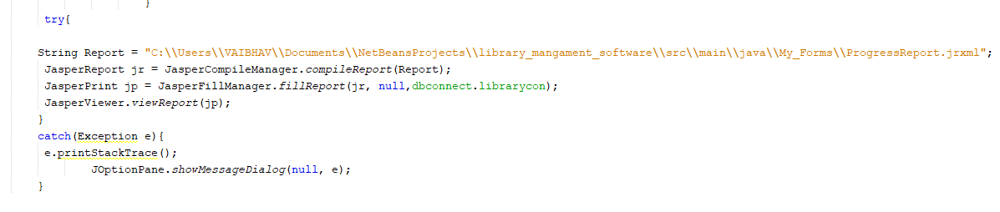 }
try{
String Report = "C:\\Users\\VAIBHAV\\Documents\\NetBeansProjects\\library_mangament_software\\src\\main\\java\\My_Forms\\ProgressReport.jrxml";
JasperReport jr = JasperCompileManager.compileReport(Report);
JasperPrint jp = JasperFillManager.fillReport(jr, null,dbconnect.librarycon);
JasperViewer.viewReport(jp);
}
catch(Exception e){
e.printStackTrace();
JOptionPane.showMessageDialog(null, e);
}